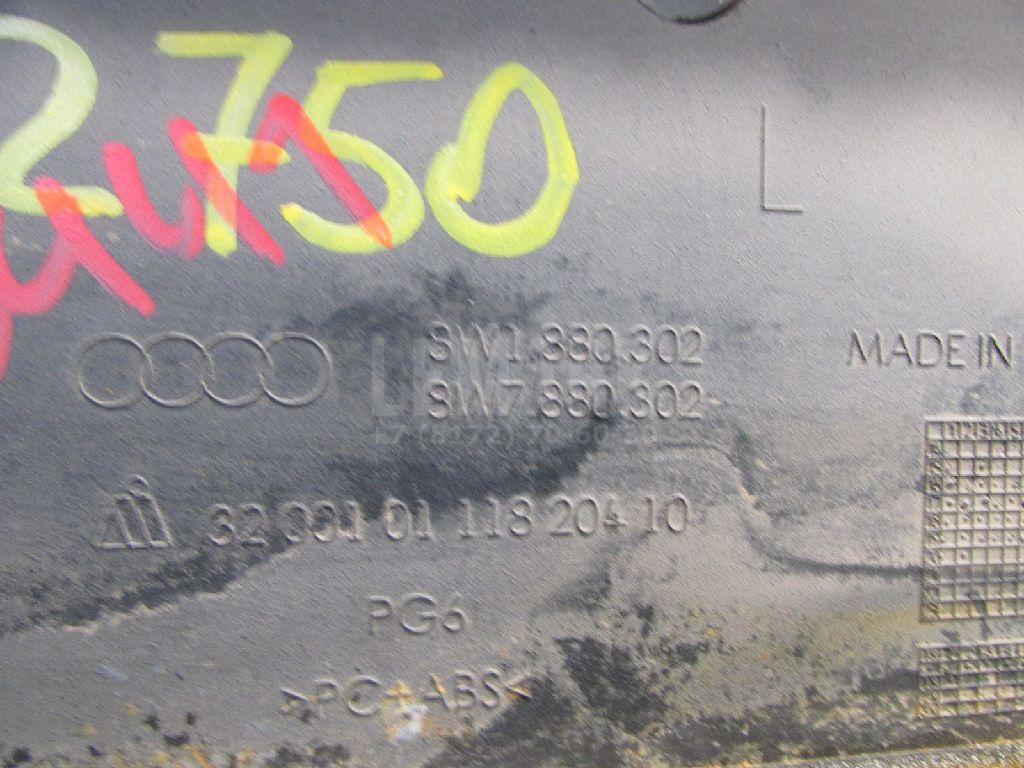 2750
L
8W1.880.302
8W7.880.302
MADE IN
32 001 01 118 204 10
PG6
>PC+ABS<